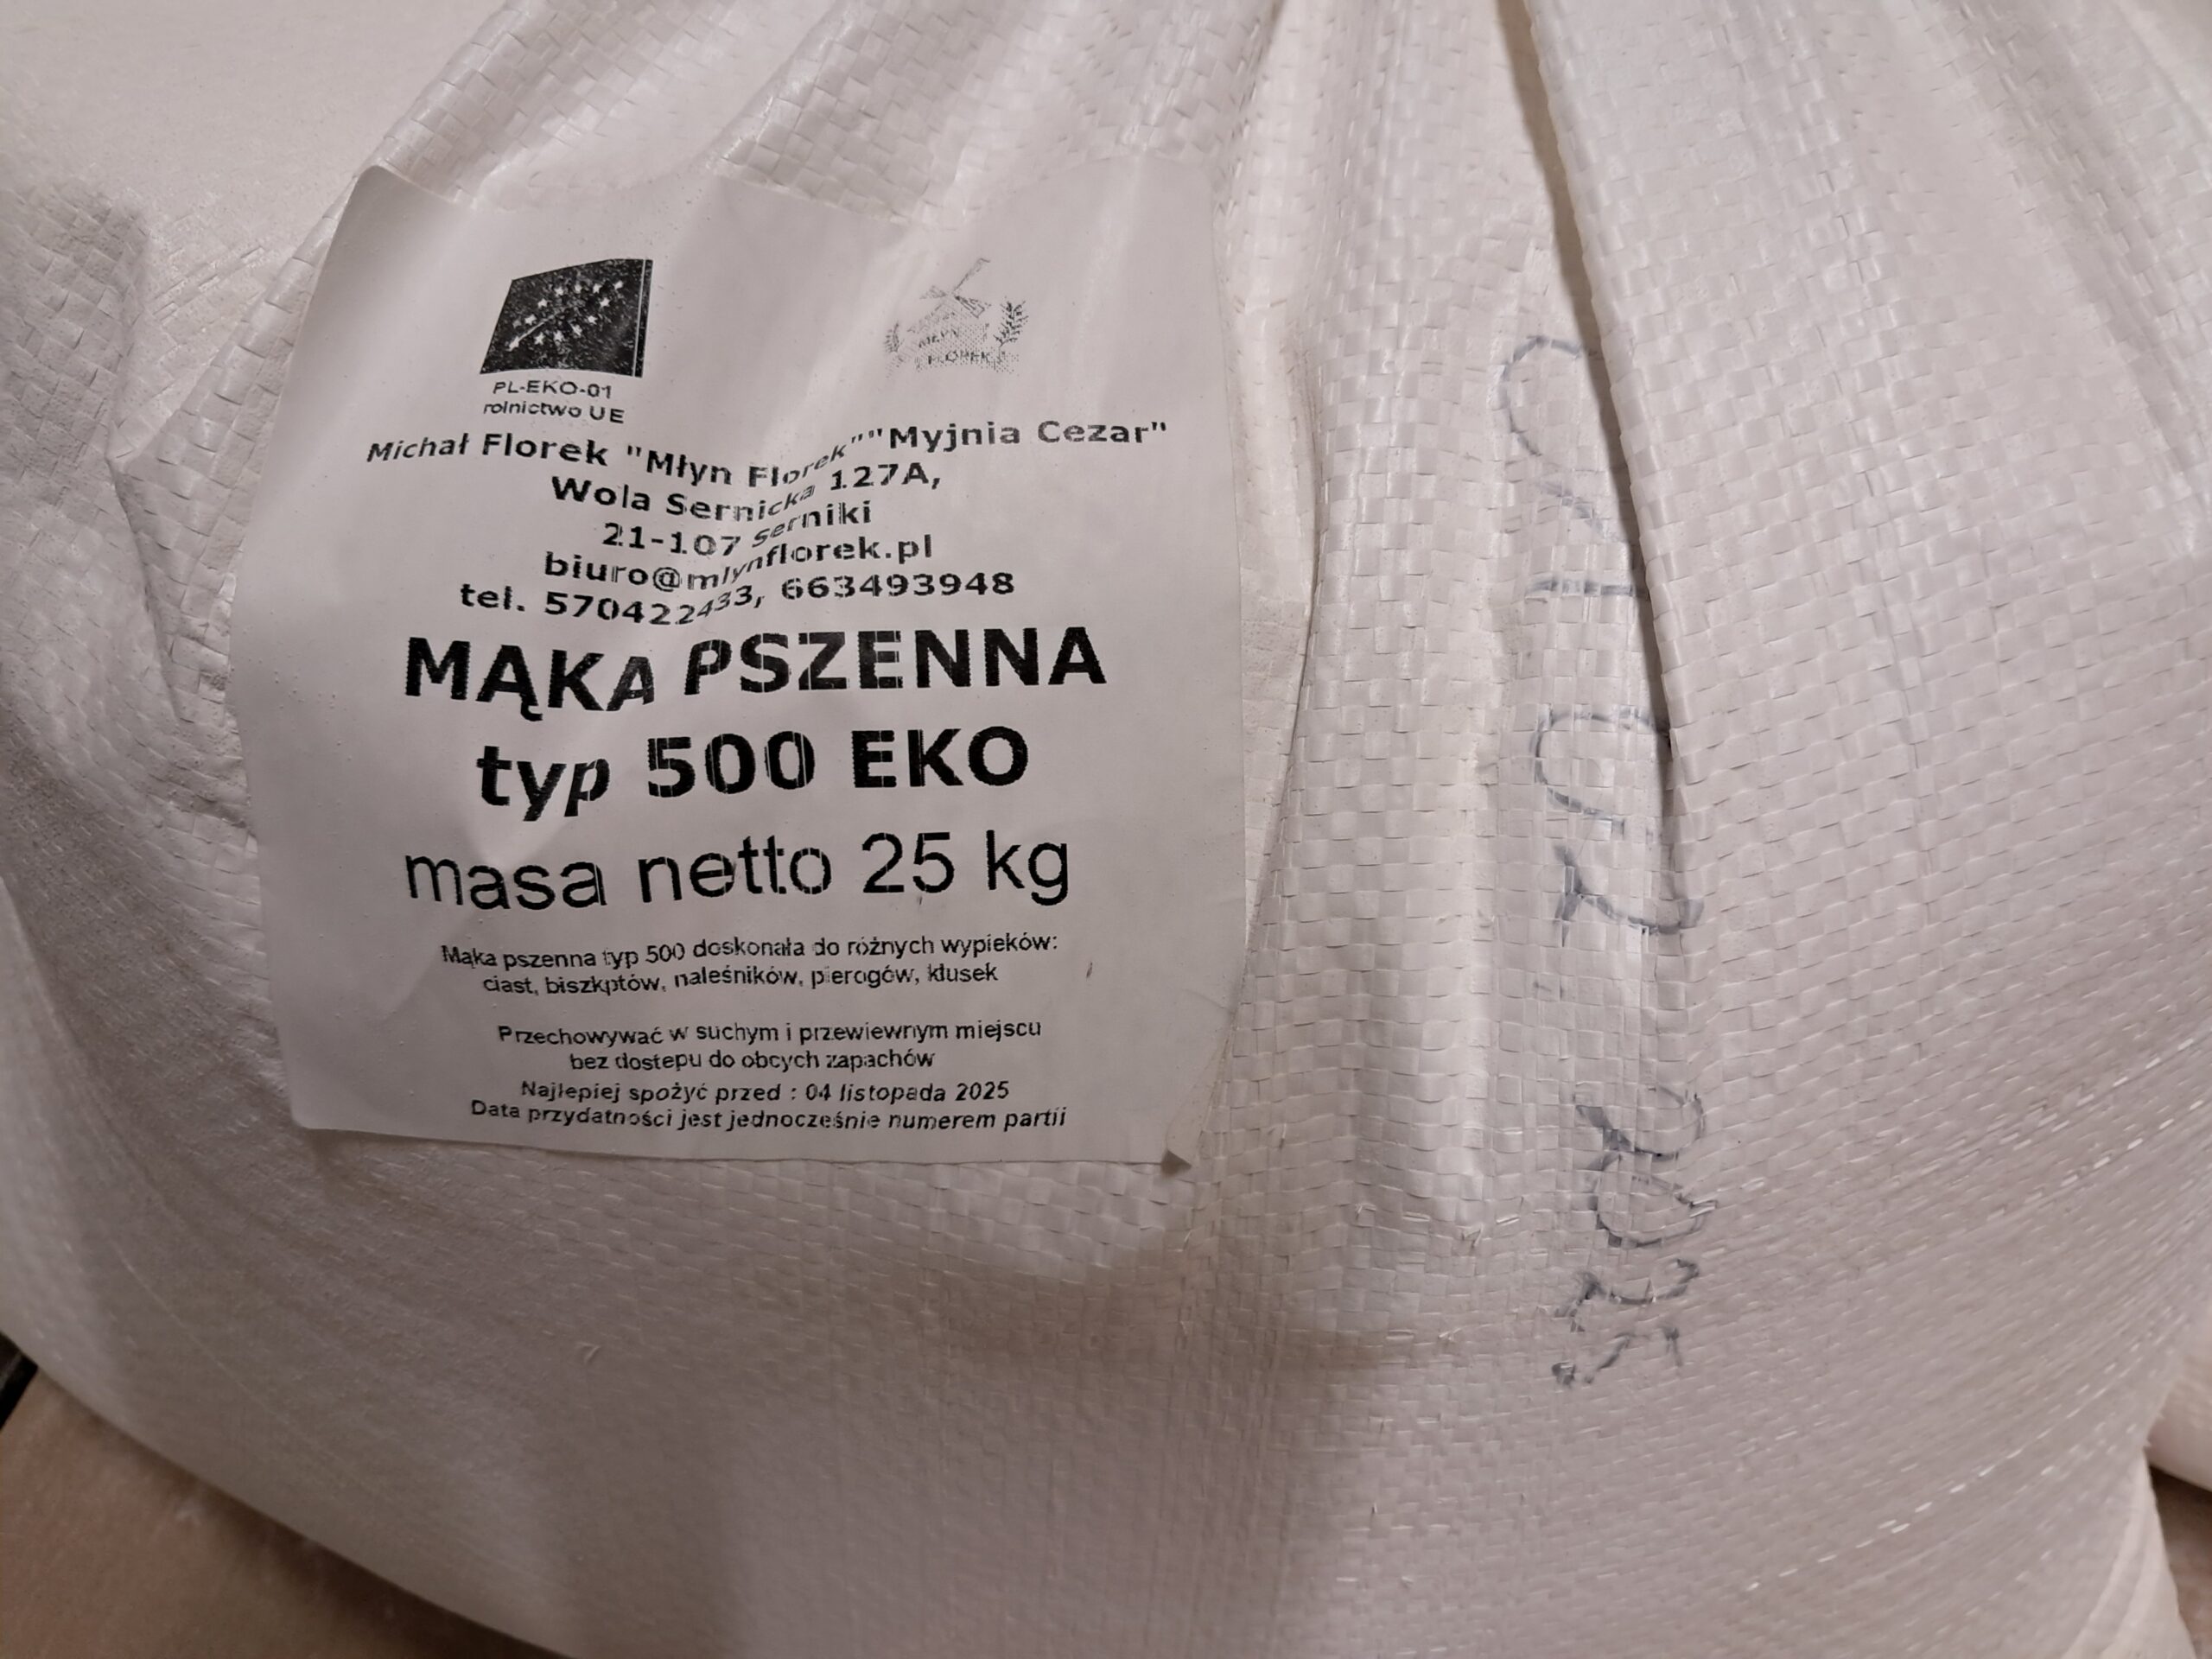 PL-EKO-01
rolnictwo UE
MŁYN
FLOREK
Michał Florek "Młyn Florek""Myjnia Cezar"
Wola Sernicka 127A,
21-107 Serniki
biuro@mlynflorek.pl
tel. 570422433, 663493948
MĄKA PSZENNA
typ 500 EKO
masa netto 25 kg
Mąka pszenna typ 500 doskonała do różnych wypieków:
ciast, biszkptów, naleśników, pierogów, klusek
Przechowywać w suchym i przewiewnym miejscu
bez dostepu do obcych zapachów
Najlepiej spożyć przed : 04 listopada 2025
Data przydatności jest jednocześnie numerem partii